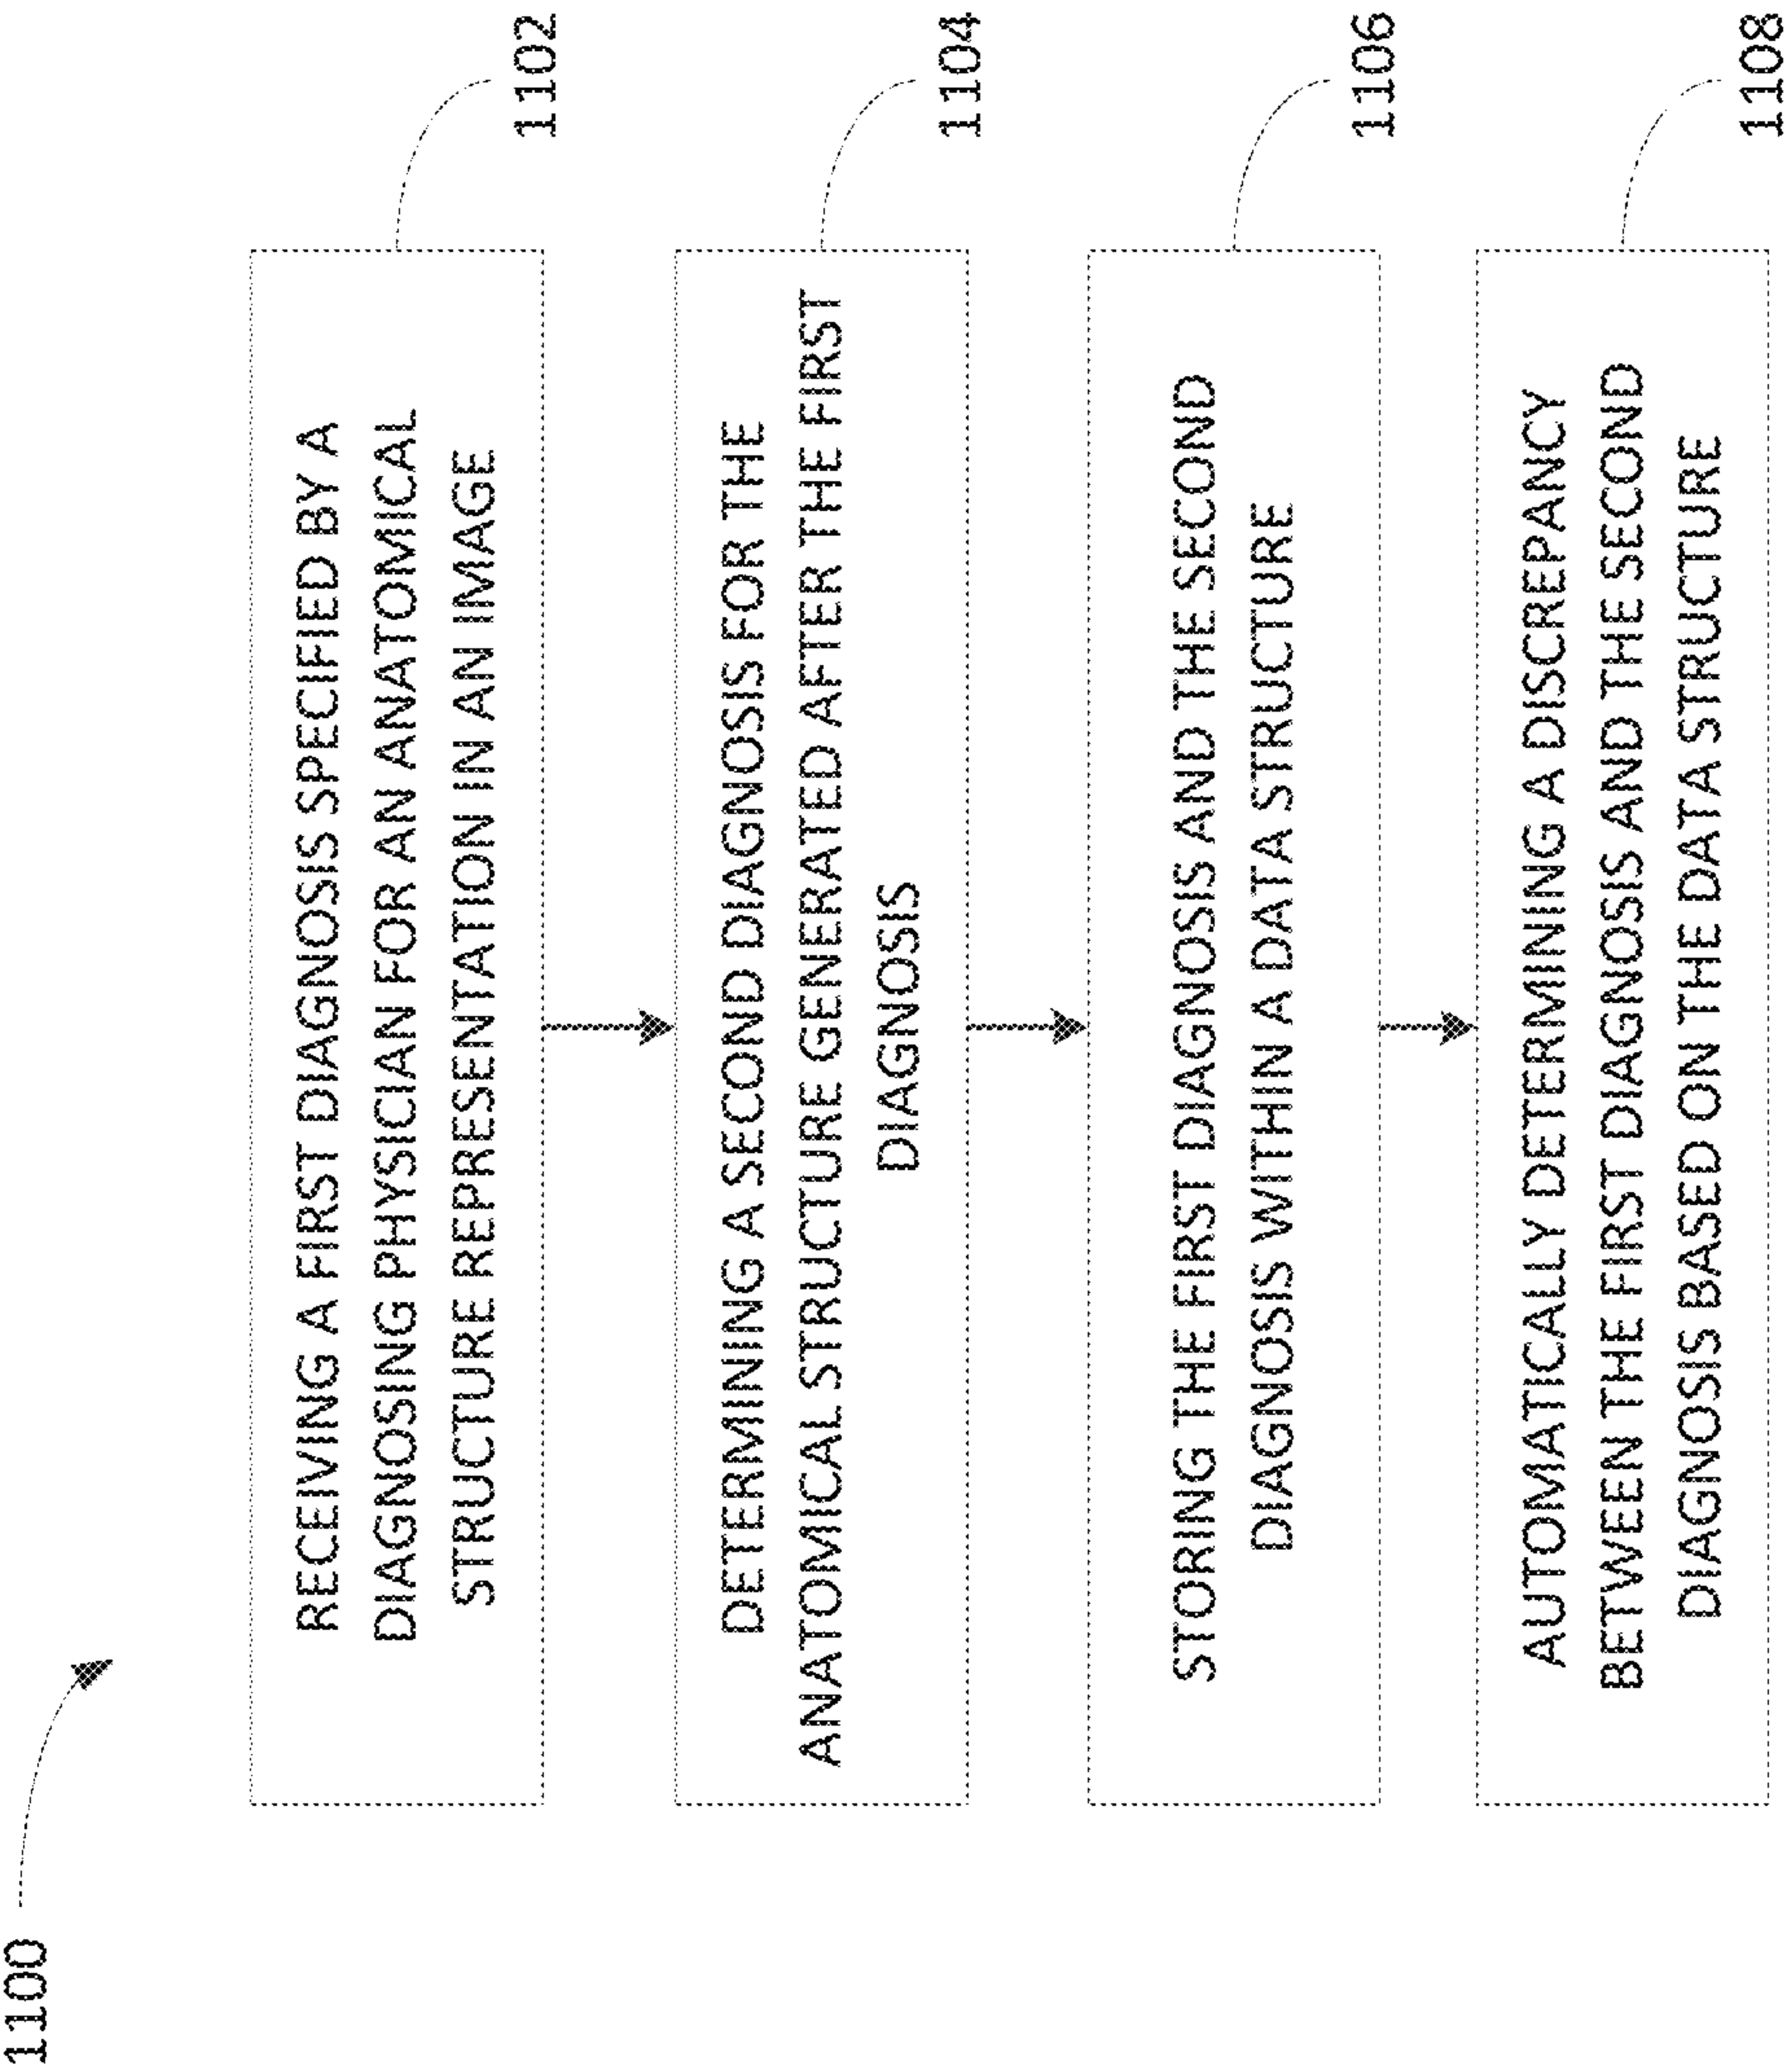 1100
RECEIVING A FIRST DIAGNOSIS SPECIFIED BY A
DIAGNOSING PHYSICIAN FOR AN ANATOMICAL
STRUCTURE REPRESENTATION IN AN IMAGE
1102
DETERMINING A SECOND DIAGNOSIS FOR THE
ANATOMICAL STRUCTURE GENERATED AFTER THE FIRST
DIAGNOSIS
1104
STORING THE FIRST DIAGNOSIS AND THE SECOND
DIAGNOSIS WITHIN A DATA STRUCTURE
1106
AUTOMATICALLY DETERMINING A DISCREPANCY
BETWEEN THE FIRST DIAGNOSIS AND THE SECOND
DIAGNOSIS BASED ON THE DATA STRUCTURE
1108